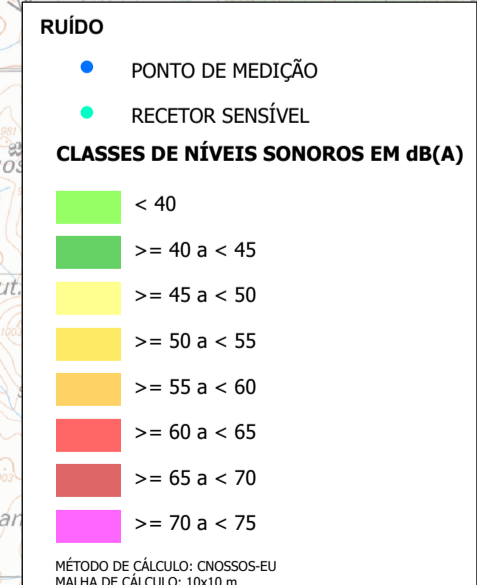 RUÍDO
PONTO DE MEDIÇÃO
RECETOR SENSÍVEL
CLASSES DE NÍVEIS SONOROS EM dB(A)
< 40
>= 40 a < 45
>= 45 a < 50
>= 50 a < 55
>= 55 a < 60
>= 60 a < 65
>= 65 a < 70
>= 70 a < 75
MÉTODO DE CÁLCULO: CNOSSOS-EU
MALHA DE CÁLCULO: 10x10 m